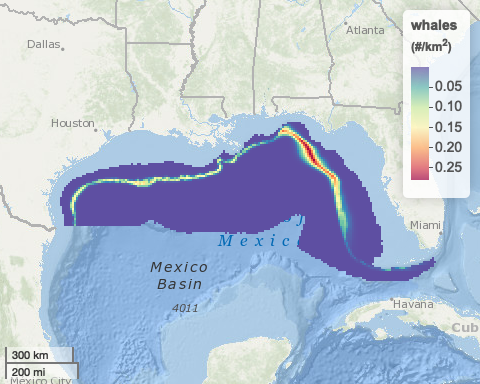 whales
(#/km²)
0.05
0.10
0.15
0.20
0.25
Atlanta
Dallas
Houston
Mexic
Miami
Mexico
Basin
4011
Havana
Cub
300 km
200 mi
Mexico City